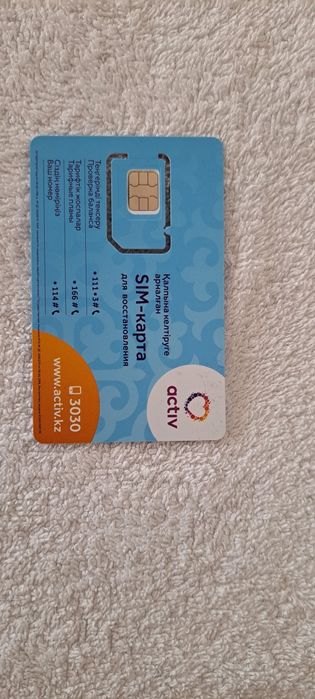 activ
Қалпына келтіруге
арналған
SIM-карта
для восстановления
Теңгерімді тексеру
Проверка баланса
*111*3#
Тарифтік жоспалар
Тарифные планы
*166#
Сіздің нөміріңіз
Ваш номер
*114#
3030
www.activ.kz